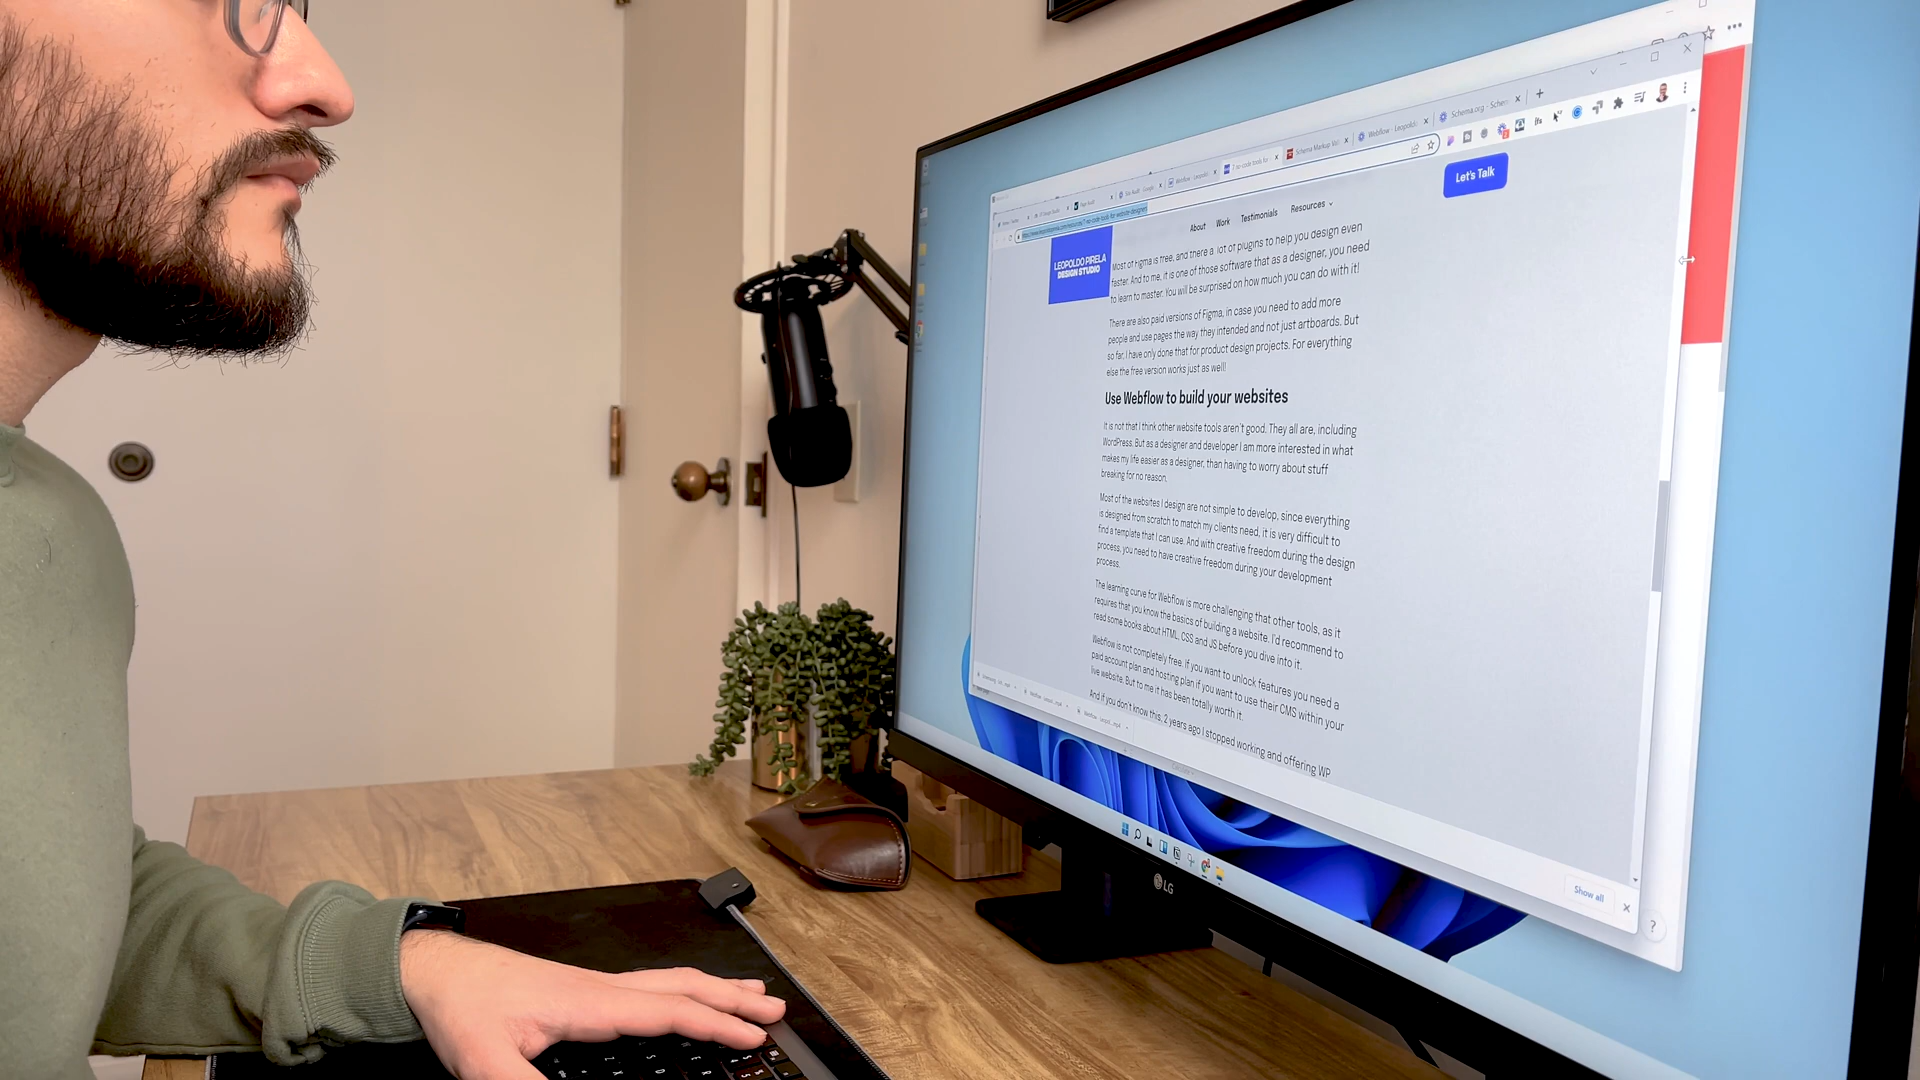 7 no-code tools for
Schema Markup Vali
Webflow - Leopoldo
Schema.org - Schem
Let's Talk
About Work Testimonials Resources
LEOPOLDO PIRELA
DESIGN STUDIO
Most of Figma is free, and there a lot of plugins to help you design even
faster. And to me, it is one of those software that as a designer, you need
to learn to master. You will be surprised on how much you can do with it!
There are also paid versions of Figma, in case you need to add more
people and use pages the way they intended and not just artboards. But
so far, I have only done that for product design projects. For everything
else the free version works just as well!
Use Webflow to build your websites
It is not that I think other website tools aren't good. They all are, including
WordPress. But as a designer and developer I am more interested in what
makes my life easier as a designer, than having to worry about stuff
breaking for no reason.
Most of the websites I design are not simple to develop, since everything
is designed from scratch to match my clients need, it is very difficult to
find a template that I can use. And with creative freedom during the design
process, you need to have creative freedom during your development
process.
The learning curve for Webflow is more challenging that other tools, as it
requires that you know the basics of building a website. I'd recommend to
read some books about HTML, CSS and JS before you dive into it.
Webflow is not completely free. If you want to unlock features you need a
paid account plan and hosting plan if you want to use their CMS within your
live website. But to me it has been totally worth it.
And if you don't know this, 2 years ago I stopped working and offering WP
Show all
?
LG